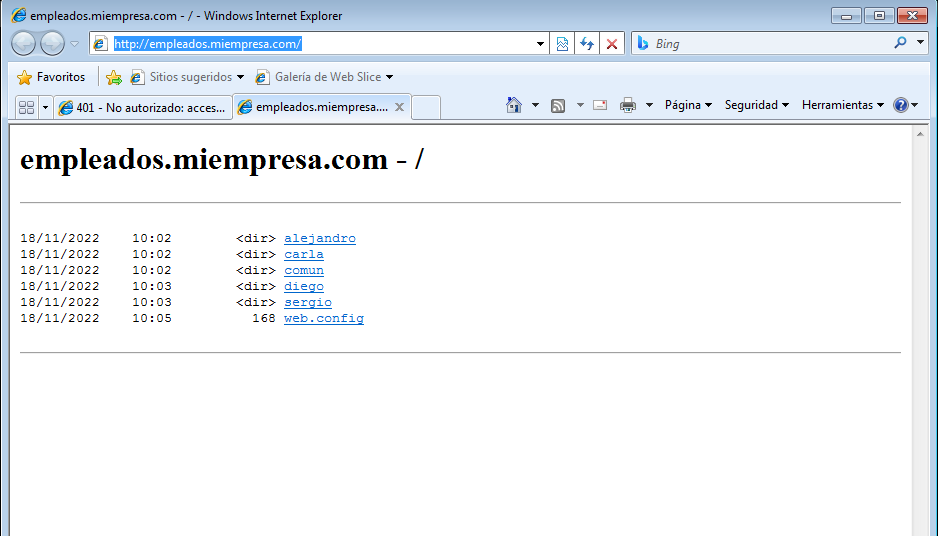 empleados.miempresa.com - / - Windows Internet Explorer
http://empleados.miempresa.com/
Bing
Favoritos Sitios sugeridos Galería de Web Slice
401 - No autorizado: acces... empleados.miempresa.... Página Seguridad Herramientas
empleados.miempresa.com - /
18/11/2022 10:02 <dir> alejandro
18/11/2022 10:02 <dir> carla
18/11/2022 10:02 <dir> comun
18/11/2022 10:03 <dir> diego
18/11/2022 10:03 <dir> sergio
18/11/2022 10:05 168 web.config